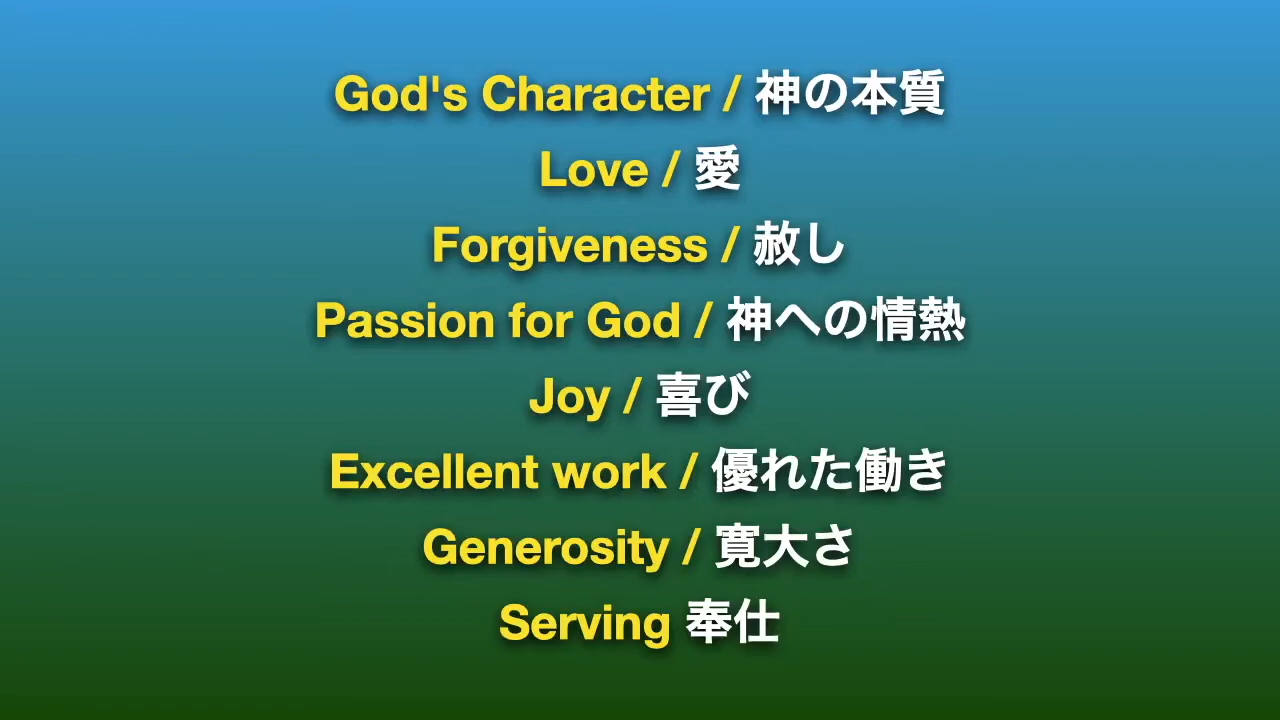 God's Character / 神の本質
Love / 愛
Forgiveness / 赦し
Passion for God / 神への情熱
Joy / 喜び
Excellent work / 優れた働き
Generosity / 寛大さ
Serving 奉仕